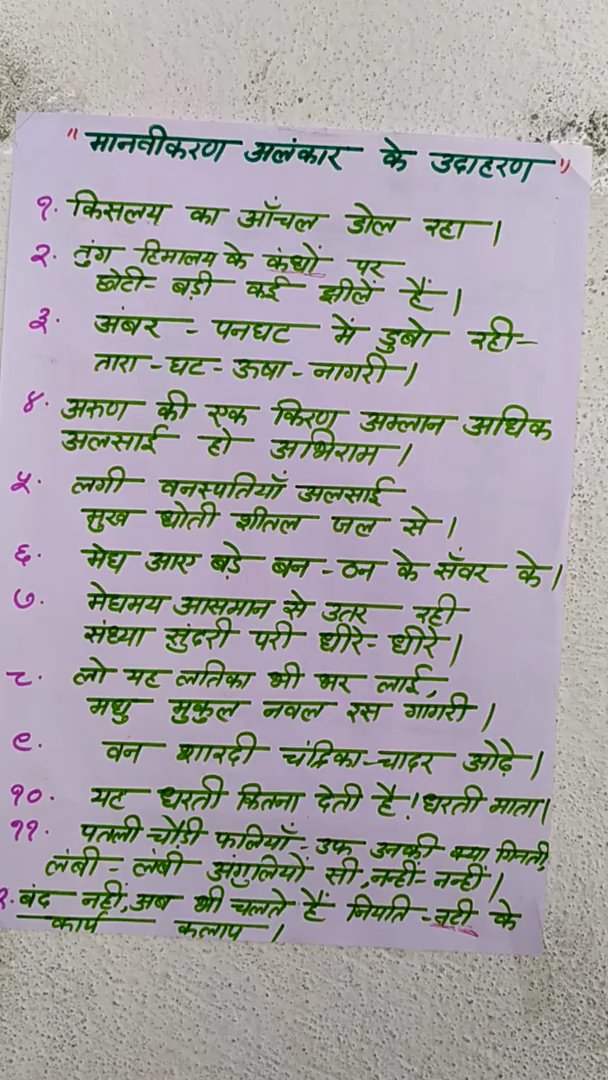 "मानवीकरण अलंकार के उदाहरण"
१. किसलय का आँचल डोल रहा।
२. तुंग हिमालय के कंधों पर
छोटी-बड़ी कई झीलें हैं।
३. अंबर-पनघट में डुबो रही-
तारा-घट-ऊषा-नागरी।
४. अरुण की एक किरण अम्लान अधिक
अलसाई हो अभिराम।
५. लगी वनस्पतियाँ अलसाई
मुख धोती शीतल जल से।
६. मेघ आए बड़े बन-ठन के सँवर के।
७. मेघमय आसमान से उतर रही
संध्या सुंदरी परी धीरे-धीरे।
८. लो यह लतिका भी भर लाई,
मधु मुकुल नवल रस गागरी।
९. वन शारदी चंद्रिका-चादर ओढ़े।
१०. यह धरती कितना देती है! धरती माता।
११. पतली चौड़ी फलियाँ-उफ उनकी क्या गिनती,
लंबी-लंबी अंगुलियों सी, नन्हीं-नन्हीं।
२. बंद नहीं, अब भी चलते हैं नियति-नटी के
कार्य कलाप।